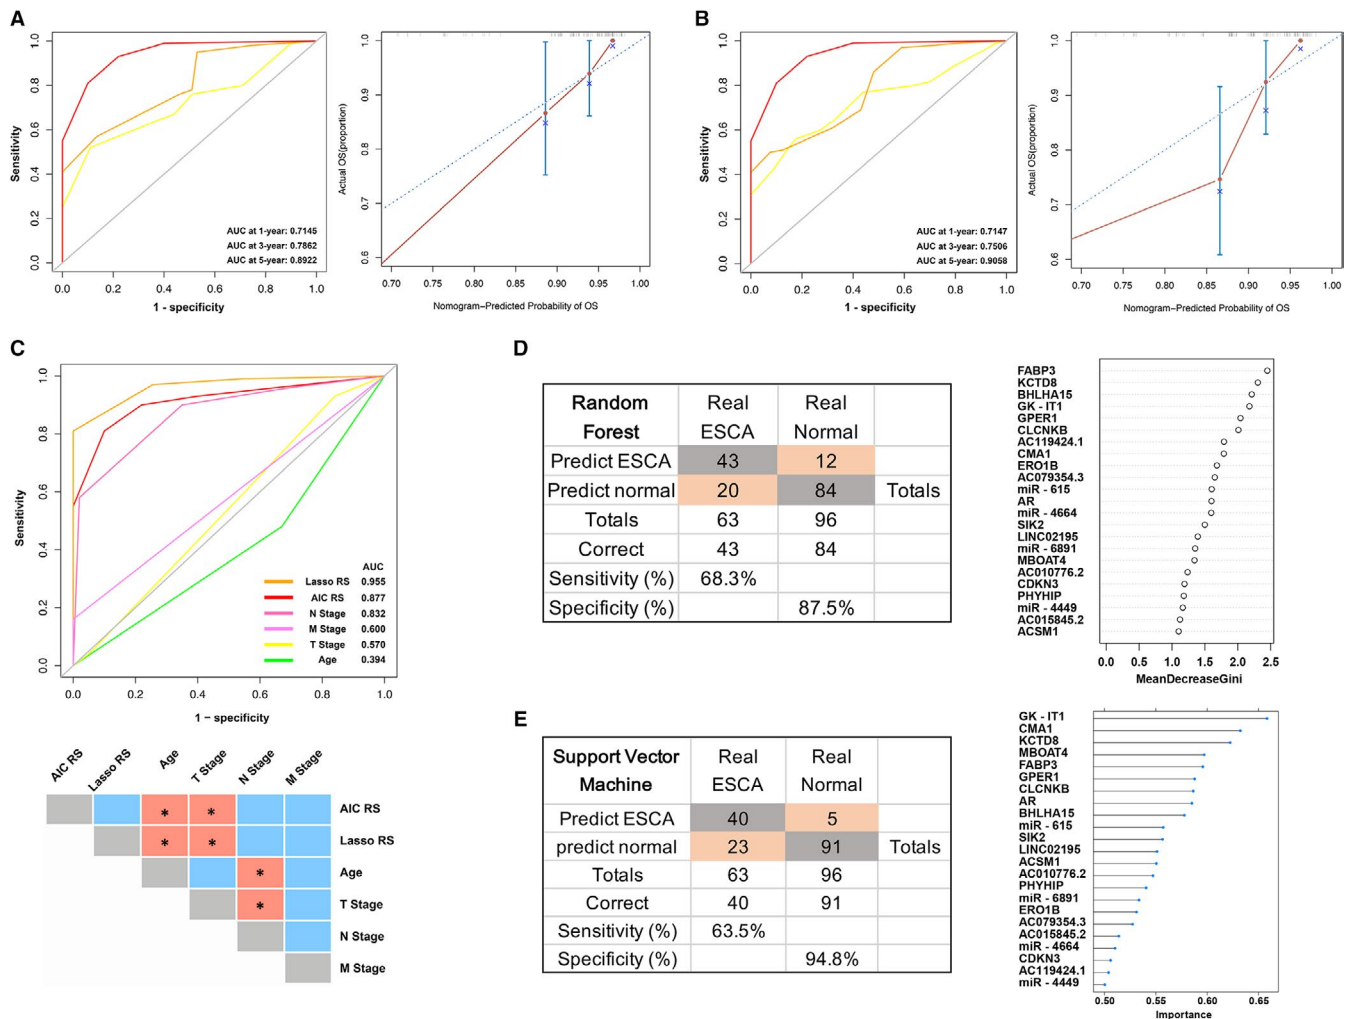 A
Sensitivity
1.0
0.8
0.6
0.4
0.2
0.0
AUC at 1-year: 0.7145
AUC at 3-year: 0.7862
AUC at 5-year: 0.8922
0.0 0.2 0.4 0.6 0.8 1.0
1 - specificity
Actual OS(proportion)
1.0
0.9
0.8
0.7
0.6
0.70 0.75 0.80 0.85 0.90 0.95 1.00
Nomogram–Predicted Probability of OS
B
Sensitivity
1.0
0.8
0.6
0.4
0.2
0.0
AUC at 1-year: 0.7147
AUC at 3-year: 0.7506
AUC at 5-year: 0.9058
0.0 0.2 0.4 0.6 0.8 1.0
1 - specificity
Actual OS(proportion)
1.0
0.9
0.8
0.7
0.6
0.70 0.75 0.80 0.85 0.90 0.95 1.00
Nomogram–Predicted Probability of OS
C
Sensitivity
1.0
0.8
0.6
0.4
0.2
0.0
AUC
Lasso RS 0.955
AIC RS 0.877
N Stage 0.832
M Stage 0.600
T Stage 0.570
Age 0.394
0.0 0.2 0.4 0.6 0.8 1.0
1 − specificity
AIC RS Lasso RS Age T Stage N Stage M Stage
* * AIC RS
* * Lasso RS
* Age
* T Stage
N Stage
M Stage
D
Random Forest Real ESCA Real Normal
Predict ESCA 43 12
Predict normal 20 84 Totals
Totals 63 96
Correct 43 84
Sensitivity (%) 68.3%
Specificity (%) 87.5%
FABP3
KCTD8
BHLHA15
GK - IT1
GPER1
CLCNKB
AC119424.1
CMA1
ERO1B
AC079354.3
miR - 615
AR
miR - 4664
SIK2
LINC02195
miR - 6891
MBOAT4
AC010776.2
CDKN3
PHYHIP
miR - 4449
AC015845.2
ACSM1
0.0 0.5 1.0 1.5 2.0 2.5
MeanDecreaseGini
E
Support Vector Machine Real ESCA Real Normal
Predict ESCA 40 5
predict normal 23 91 Totals
Totals 63 96
Correct 40 91
Sensitivity (%) 63.5%
Specificity (%) 94.8%
GK - IT1
CMA1
KCTD8
MBOAT4
FABP3
GPER1
CLCNKB
AR
BHLHA15
miR - 615
SIK2
LINC02195
ACSM1
AC010776.2
PHYHIP
miR - 6891
ERO1B
AC079354.3
AC015845.2
miR - 4664
CDKN3
AC119424.1
miR - 4449
0.50 0.55 0.60 0.65
Importance